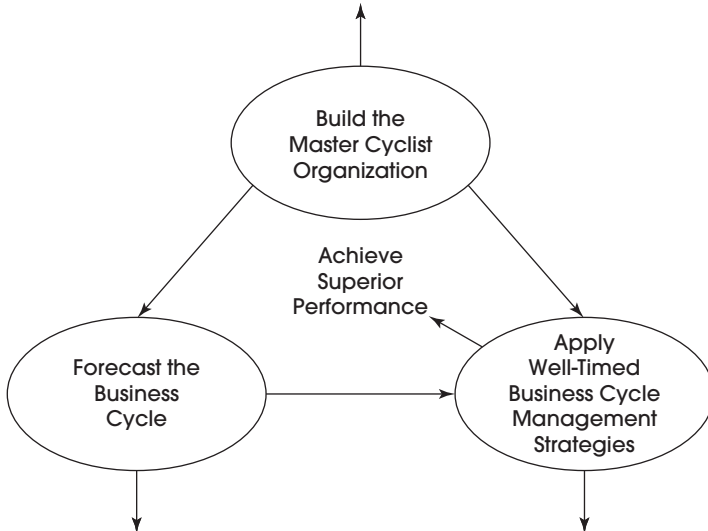 Build the
Master Cyclist
Organization
Achieve
Superior
Performance
Forecast the
Business
Cycle
Apply
Well-Timed
Business Cycle
Management
Strategies